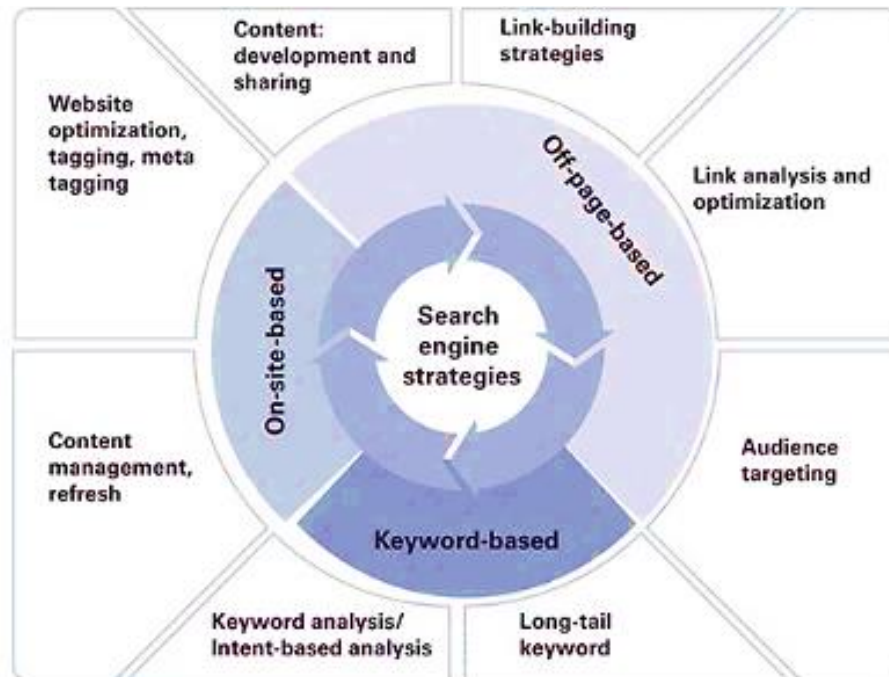 Content:
development and
sharing
Link-building
strategies
Website
optimization,
tagging, meta
tagging
Link analysis and
optimization
Off-page-based
On-site-based
Search
engine
strategies
Content
management,
refresh
Audience
targeting
Keyword-based
Keyword analysis/
Intent-based analysis
Long-tail
keyword